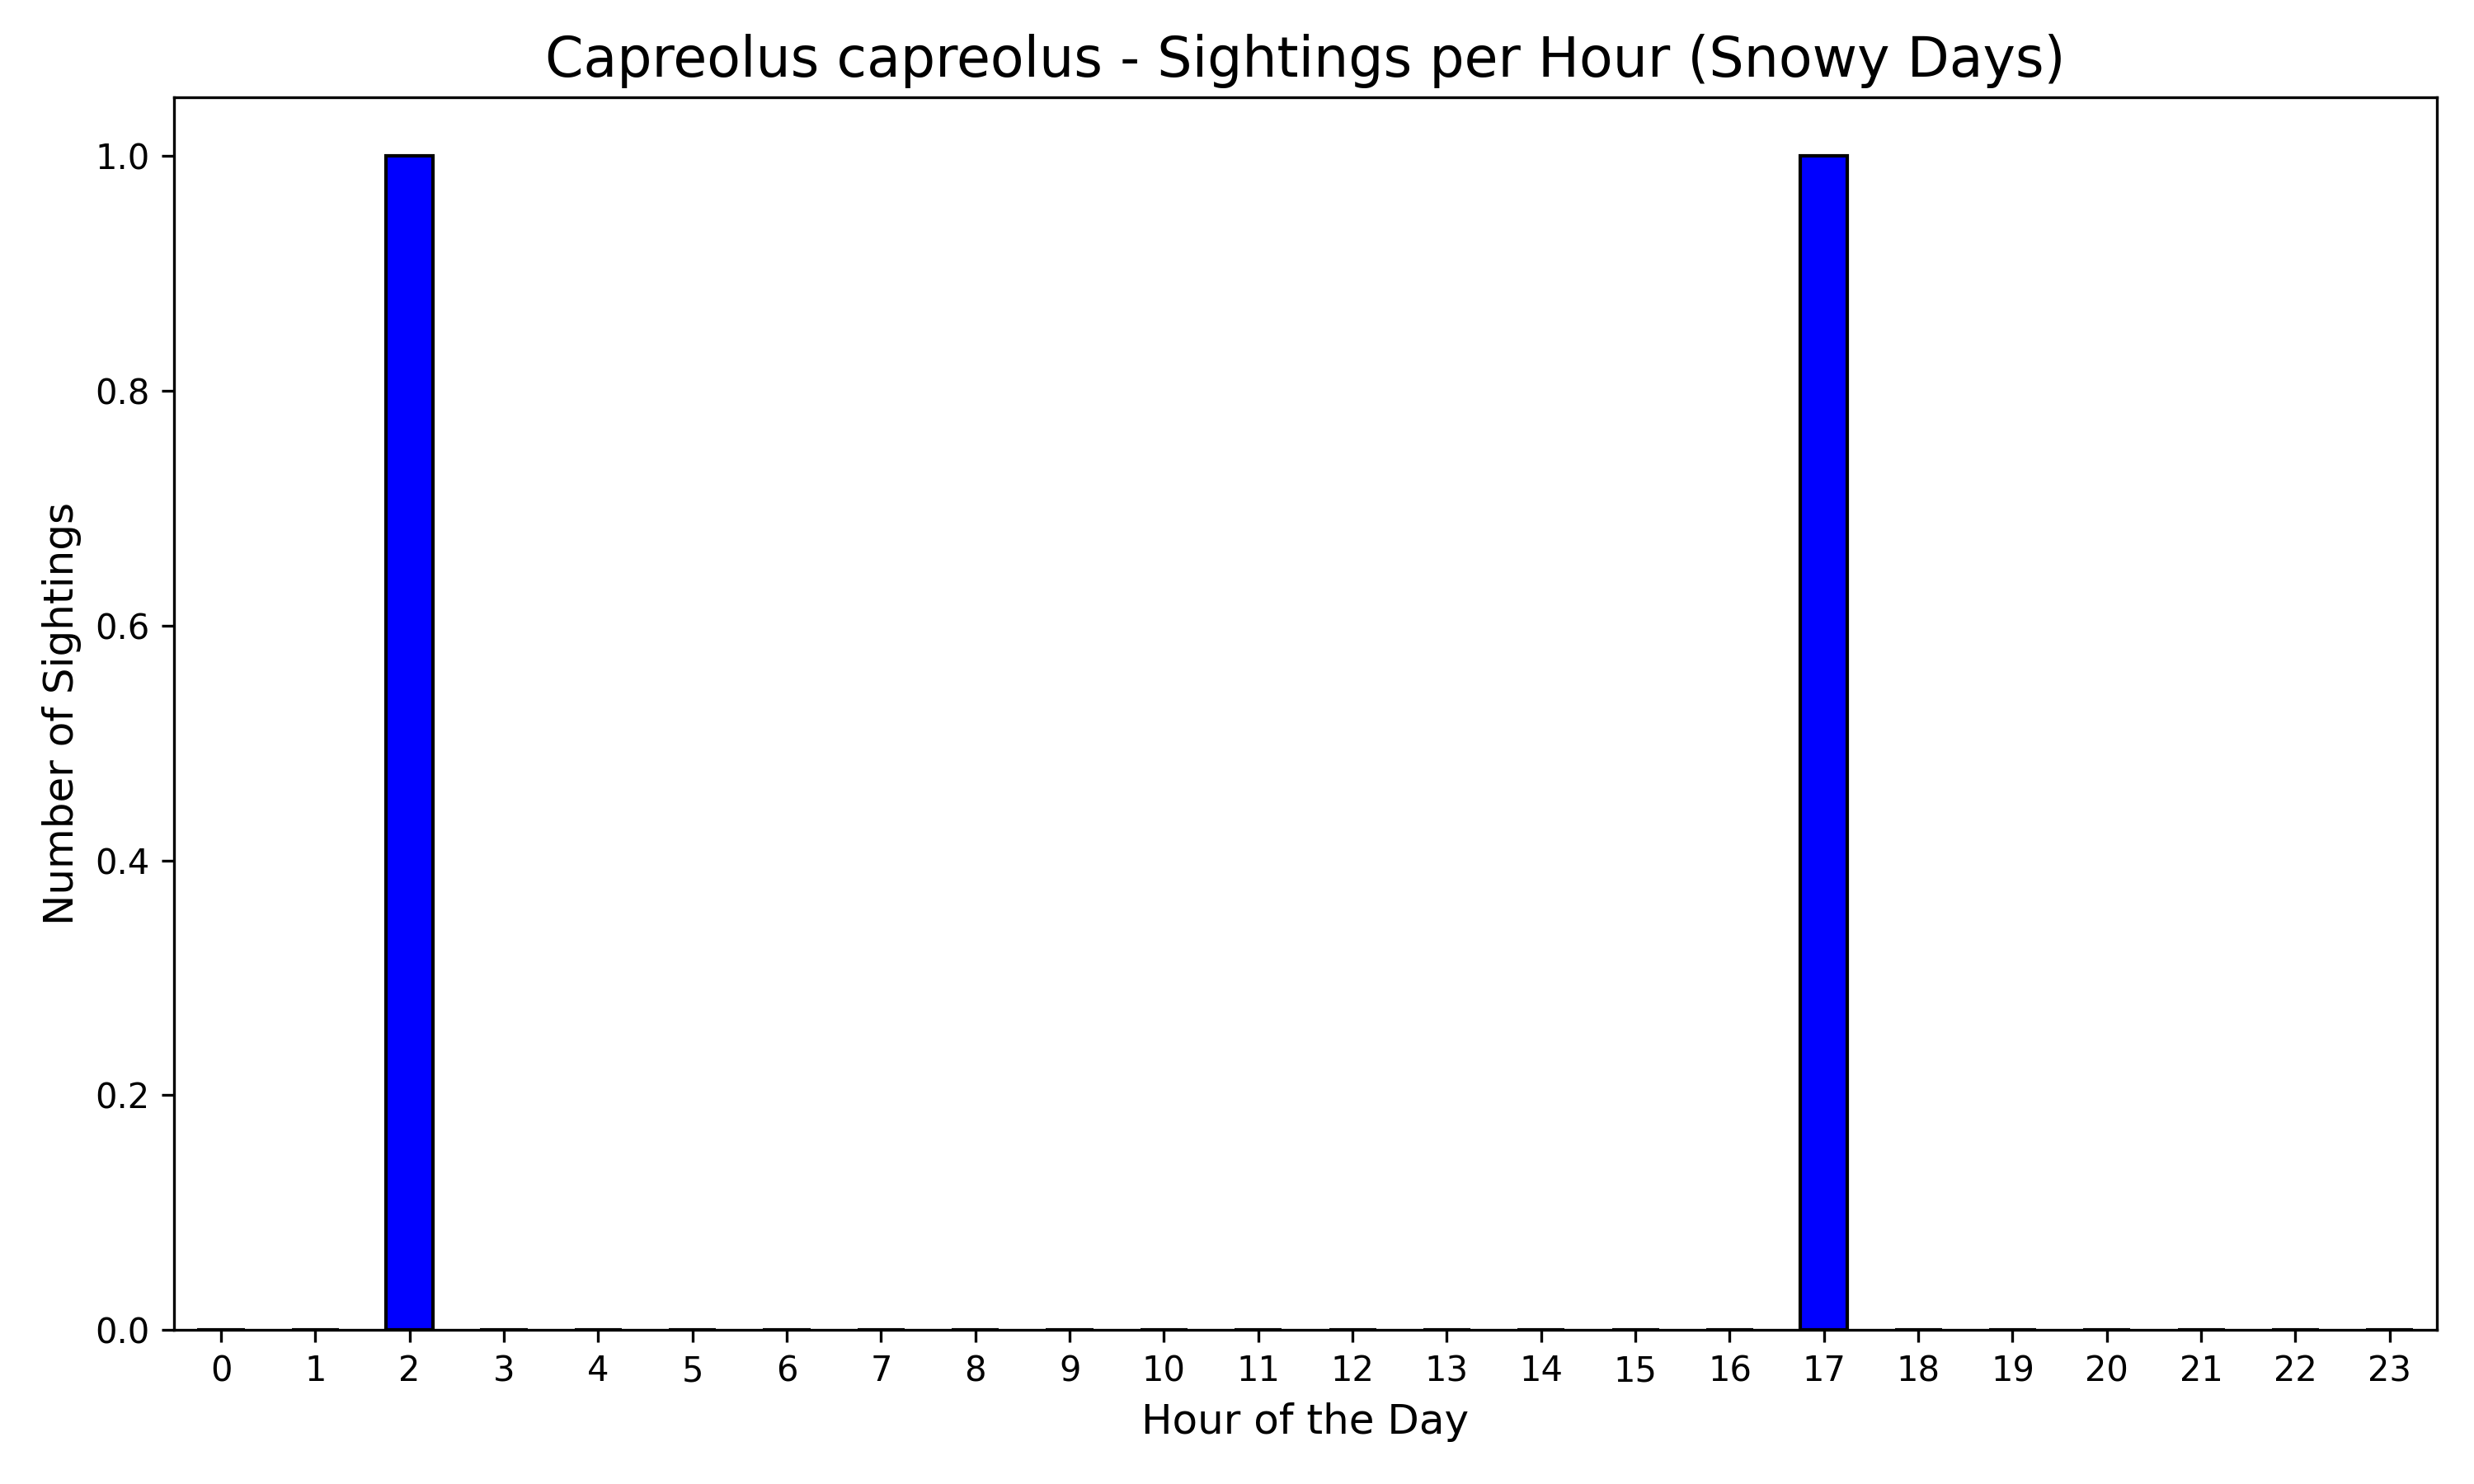 Capreolus capreolus - Sightings per Hour (Snowy Days)
Number of Sightings
1.0
0.8
0.6
0.4
0.2
0.0
0 1 2 3 4 5 6 7 8 9 10 11 12 13 14 15 16 17 18 19 20 21 22 23
Hour of the Day